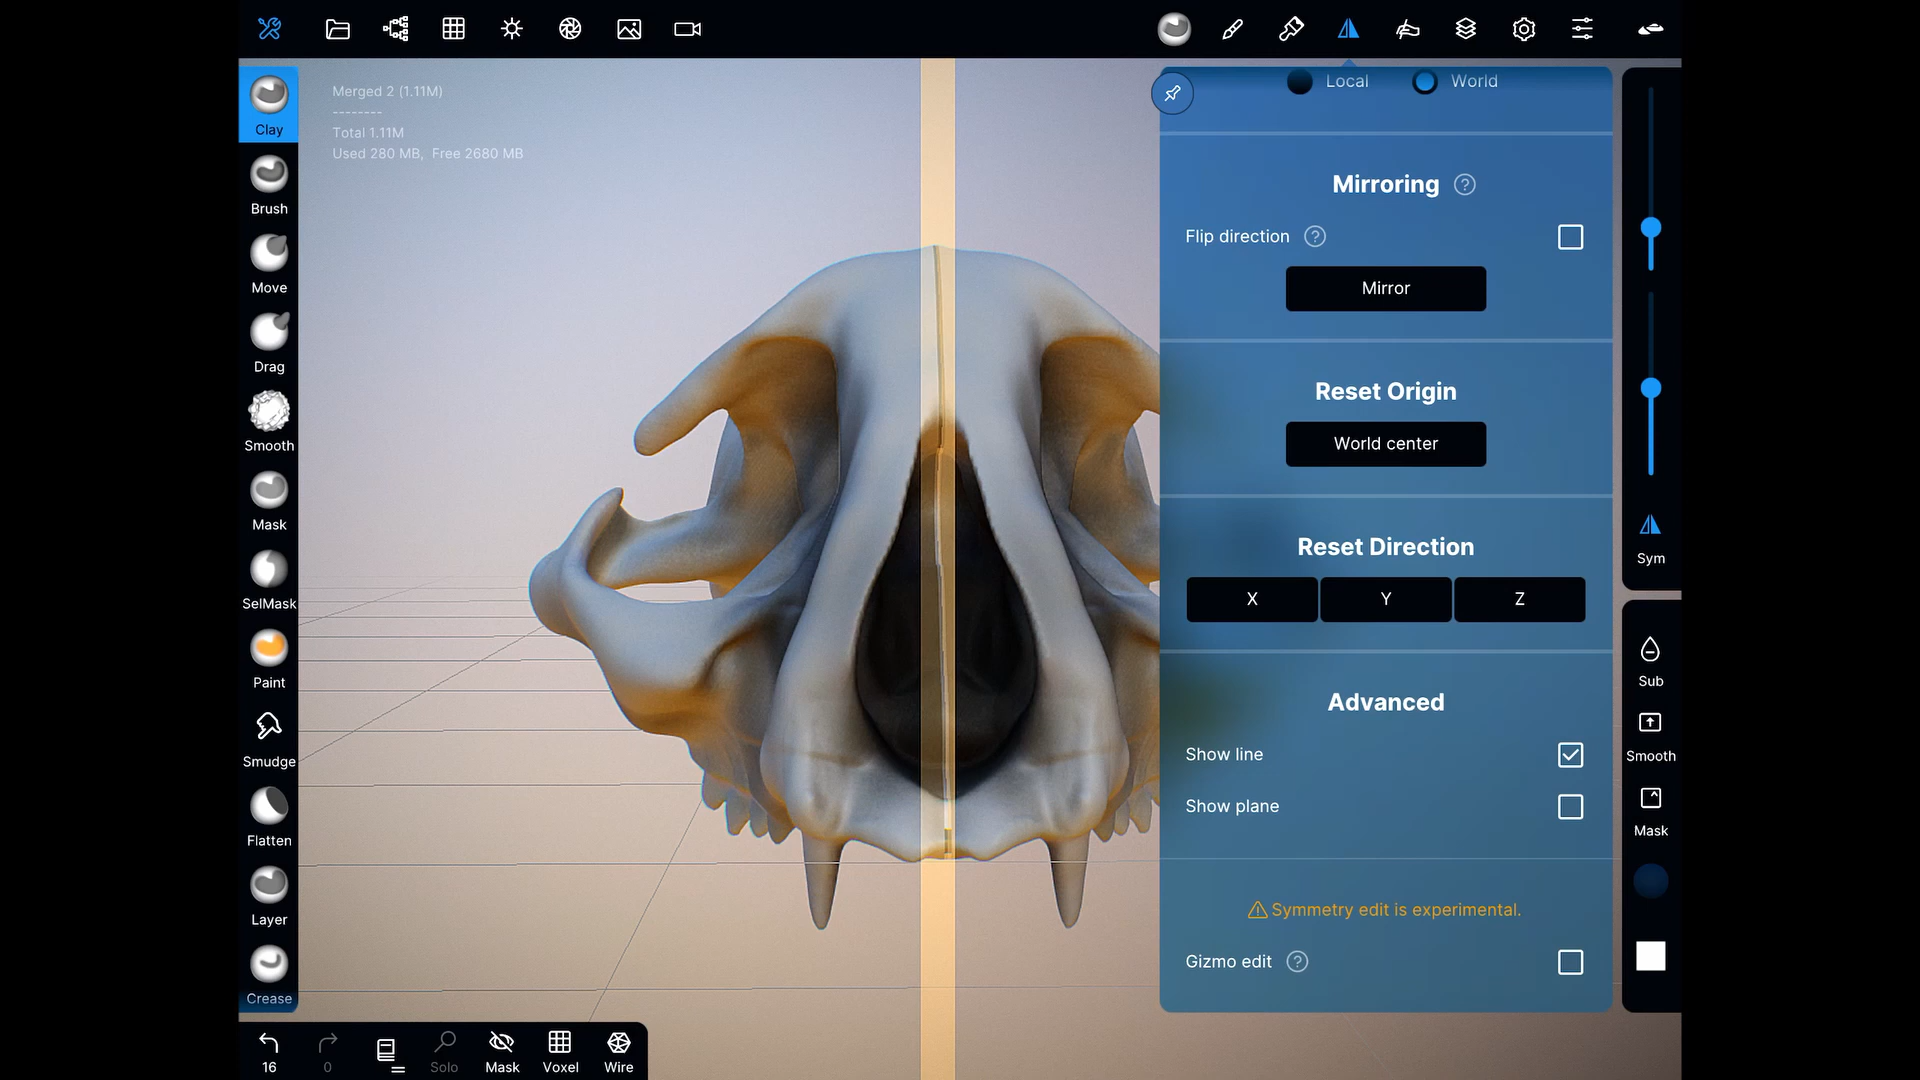 Clay
Brush
Move
Drag
Smooth
Mask
SelMask
Paint
Smudge
Flatten
Layer
Crease
Merged 2 (1.11M)
--------
Total 1.11M
Used 280 MB, Free 2680 MB
Local World
Mirroring ?
Flip direction ?
Mirror
Reset Origin
World center
Reset Direction
X Y Z
Advanced
Show line
Show plane
Symmetry edit is experimental.
Gizmo edit ?
Sym
Sub
Smooth
Mask
16 0 Solo Mask Voxel Wire